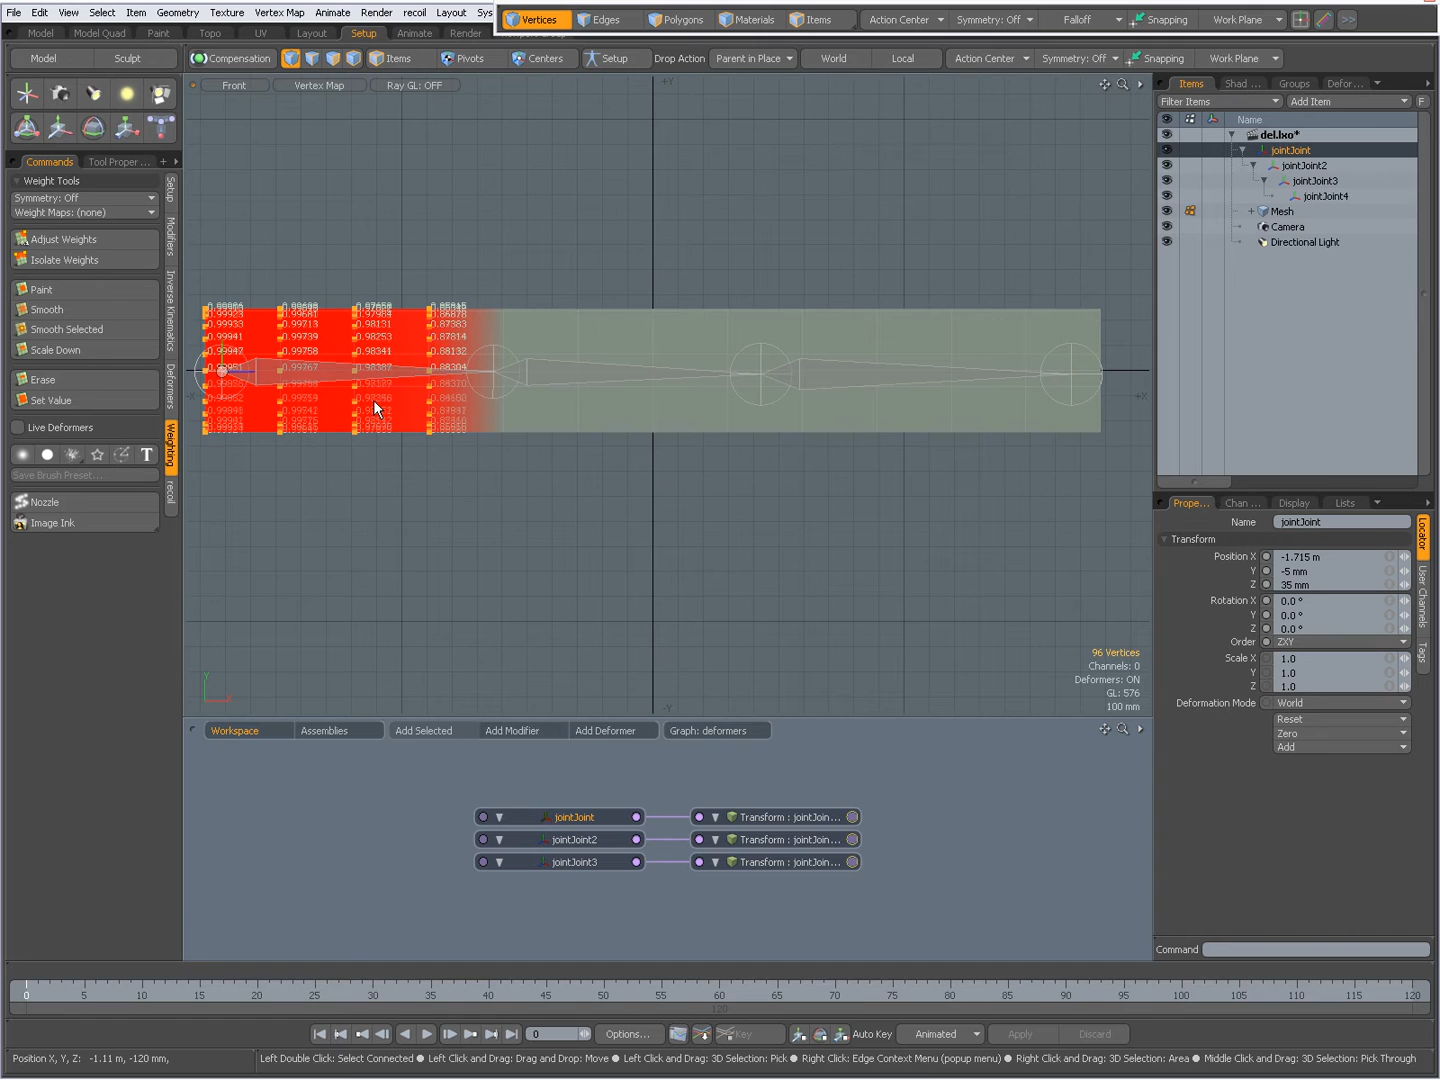 File Edit View Select Item Geometry Texture Vertex Map Animate Render recoil Layout Sys
Vertices Edges Polygons Materials Items Action Center Symmetry: Off Falloff Snapping Work Plane >>
Model Model Quad Paint Topo UV Layout Setup Animate Render
Model Sculpt Compensation Items Pivots Centers Setup Drop Action Parent in Place World Local Action Center Symmetry: Off Snapping Work Plane
Front Vertex Map Ray GL: OFF
+Y
Items Shad ... Groups Defor...
Filter Items Add Item F
Name
del.lxo*
jointJoint
jointJoint2
jointJoint3
jointJoint4
Mesh
Camera
Directional Light
Commands Tool Proper ... +
Weight Tools
Symmetry: Off
Weight Maps: (none)
Adjust Weights
Isolate Weights
Paint
Smooth
Smooth Selected
Scale Down
Erase
Set Value
Live Deformers
T
Save Brush Preset...
Nozzle
Image Ink
Setup
Modifiers
Inverse Kinematics
Deformers
Weighting
recoil
0.99933 0.99713 0.98131 0.87383
0.99941 0.99739 0.98253 0.87814
0.99947 0.99758 0.98341 0.88132
0.99951 0.99767 0.98387 0.88304
-X
+X
96 Vertices
Channels: 0
Deformers: ON
GL: 576
100 mm
Y
X
-Y
Prope... Chan ... Display Lists
Name jointJoint
Transform
Position X -1.715 m
Y -5 mm
Z 35 mm
Rotation X 0.0 °
Y 0.0 °
Z 0.0 °
Order ZXY
Scale X 1.0
Y 1.0
Z 1.0
Deformation Mode World
Reset
Zero
Add
Locator
User Channels
Tags
Workspace Assemblies Add Selected Add Modifier Add Deformer Graph: deformers
jointJoint Transform : jointJoin...
jointJoint2 Transform : jointJoin...
jointJoint3 Transform : jointJoin...
Command
0 5 10 15 20 25 30 35 40 45 50 55 60 65 70 75 80 85 90 95 100 105 110 115 120
120
0 Options... Key Auto Key Animated Apply Discard
Position X, Y, Z: -1.11 m, -120 mm, Left Double Click: Select Connected ● Left Click and Drag: Drag and Drop: Move ● Left Click and Drag: 3D Selection: Pick ● Right Click: Edge Context Menu (popup menu) ● Right Click and Drag: 3D Selection: Area ● Middle Click and Drag: 3D Selection: Pick Through